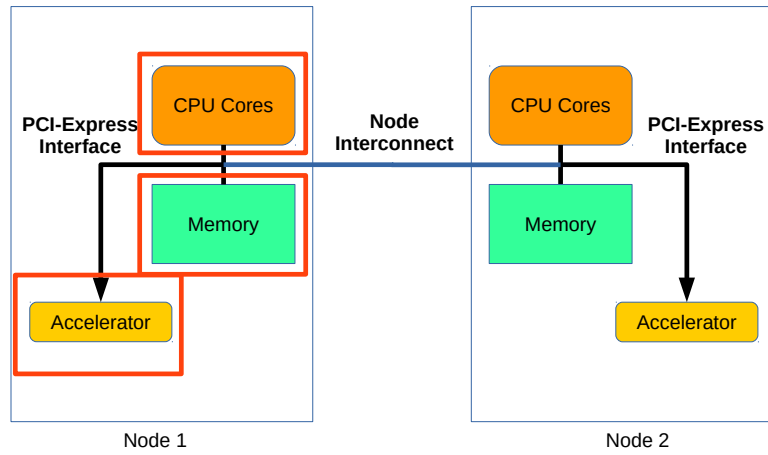 CPU Cores
PCI-Express
Interface
Memory
Accelerator
Node 1
Node
Interconnect
CPU Cores
PCI-Express
Interface
Memory
Accelerator
Node 2